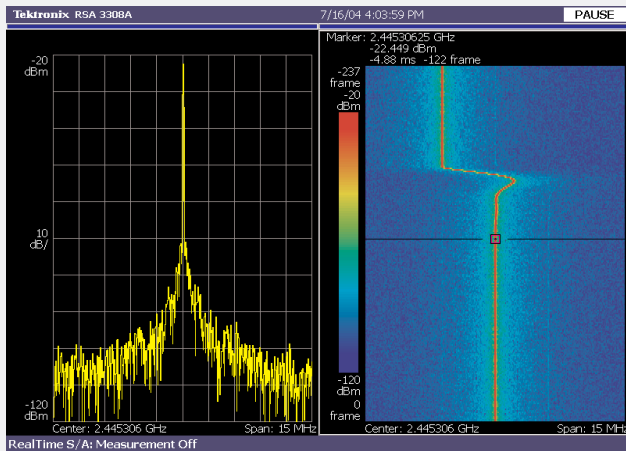 Tektronix RSA 3308A
7/16/04 4:03:59 PM
PAUSE
-20
dBm
10
dB/
-120
dBm
Center: 2.445306 GHz
Span: 15 MHz
Marker: 2.44530625 GHz
-22.449 dBm
-4.88 ms -122 frame
-237
frame
-20
dBm
-120
dBm
0
frame
Center: 2.445306 GHz
Span: 15 MHz
RealTime S/A: Measurement Off